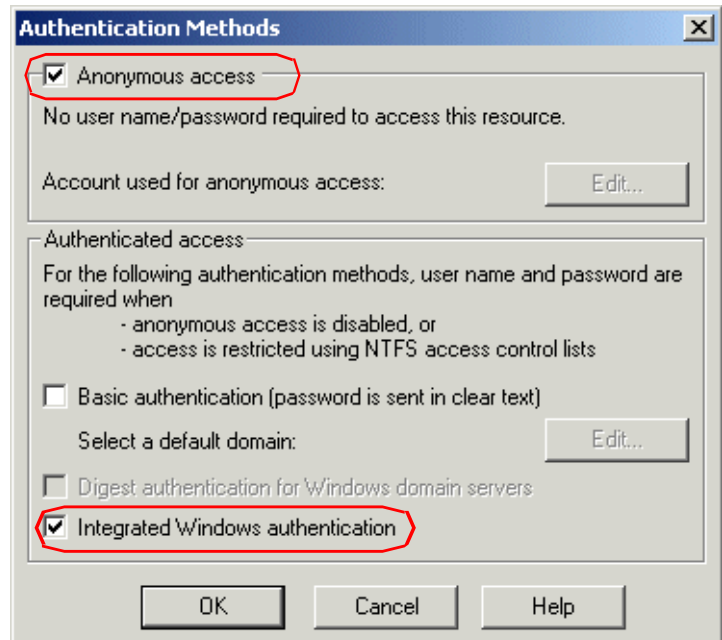 Authentication Methods
Anonymous access
No user name/password required to access this resource.
Account used for anonymous access:
Edit...
Authenticated access
For the following authentication methods, user name and password are
required when
- anonymous access is disabled, or
- access is restricted using NTFS access control lists
Basic authentication (password is sent in clear text)
Select a default domain:
Edit...
Digest authentication for Windows domain servers
Integrated Windows authentication
OK
Cancel
Help